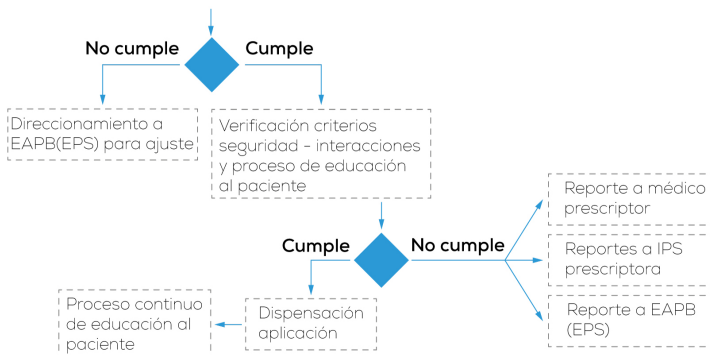 No cumple
Cumple
Direccionamiento a
EAPB(EPS) para ajuste
Verificación criterios
seguridad - interacciones
y proceso de educación
al paciente
Cumple
No cumple
Reporte a médico
prescriptor
Reportes a IPS
prescriptora
Reporte a EAPB
(EPS)
Dispensación
aplicación
Proceso continuo
de educación al
paciente